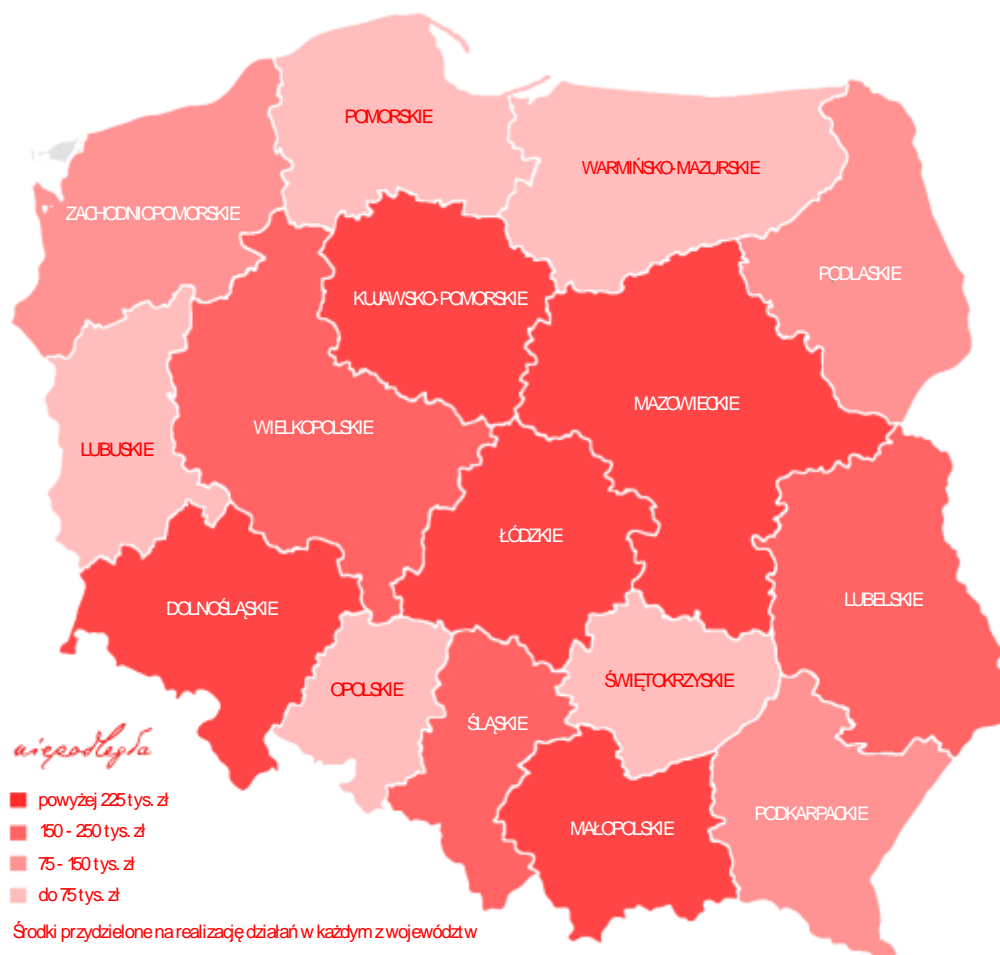 POMORSKIE
WARMIŃSKO-MAZURSKIE
ZACHODNIOPOMORSKIE
PODLASKIE
KUJAWSKO-POMORSKIE
MAZOWIECKIE
WIELKOPOLSKIE
LUBUSKIE
ŁÓDZKIE
LUBELSKIE
DOLNOŚLĄSKIE
ŚWIĘTOKRZYSKIE
OPOLSKIE
ŚLĄSKIE
PODKARPACKIE
MAŁOPOLSKIE
niepodległa
powyżej 225 tys. zł
150 - 250 tys. zł
75 - 150 tys. zł
do 75 tys. zł
Środki przydzielone na realizację działań w każdym z województw